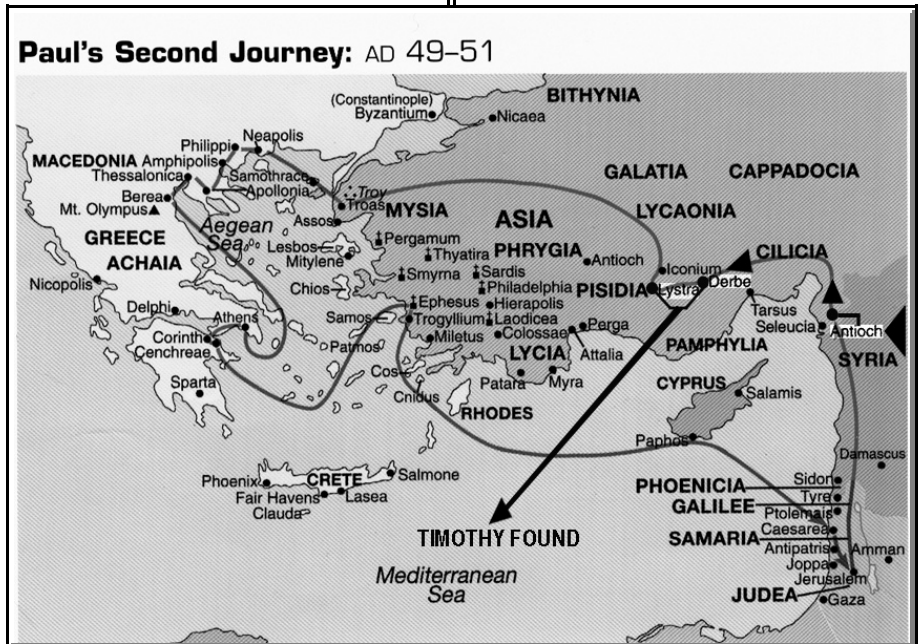 Paul's Second Journey: AD 49–51
BITHYNIA
(Constantinople)
Byzantium
Nicaea
Neapolis
Philippi
MACEDONIA
Amphipolis
Thessalonica
Samothrace
Apollonia
GALATIA
CAPPADOCIA
Berea
Mt. Olympus
Troy
Troas
MYSIA
ASIA
LYCAONIA
Aegean
Sea
Assos
GREECE
ACHAIA
Lesbos
Mitylene
Pergamum
Thyatira
PHRYGIA
Antioch
CILICIA
Iconium
Nicopolis
Smyrna
Sardis
Chios
Philadelphia
PISIDIA
Lystra
Derbe
Delphi
Athens
Samos
Ephesus
Hierapolis
Trogyllium
Laodicea
Tarsus
Seleucia
Antioch
Corinth
Cenchreae
Patmos
Miletus
Colossae
Perga
Attalia
PAMPHYLIA
SYRIA
Sparta
Cos
Cnidus
LYCIA
Patara
Myra
CYPRUS
Salamis
RHODES
Paphos
Damascus
Phoenix
CRETE
Salmone
Fair Havens
Lasea
Clauda
PHOENICIA
Sidon
Tyre
GALILEE
Ptolemais
Caesarea
TIMOTHY FOUND
SAMARIA
Antipatris
Amman
Joppa
Mediterranean
Sea
Jerusalem
JUDEA
Gaza